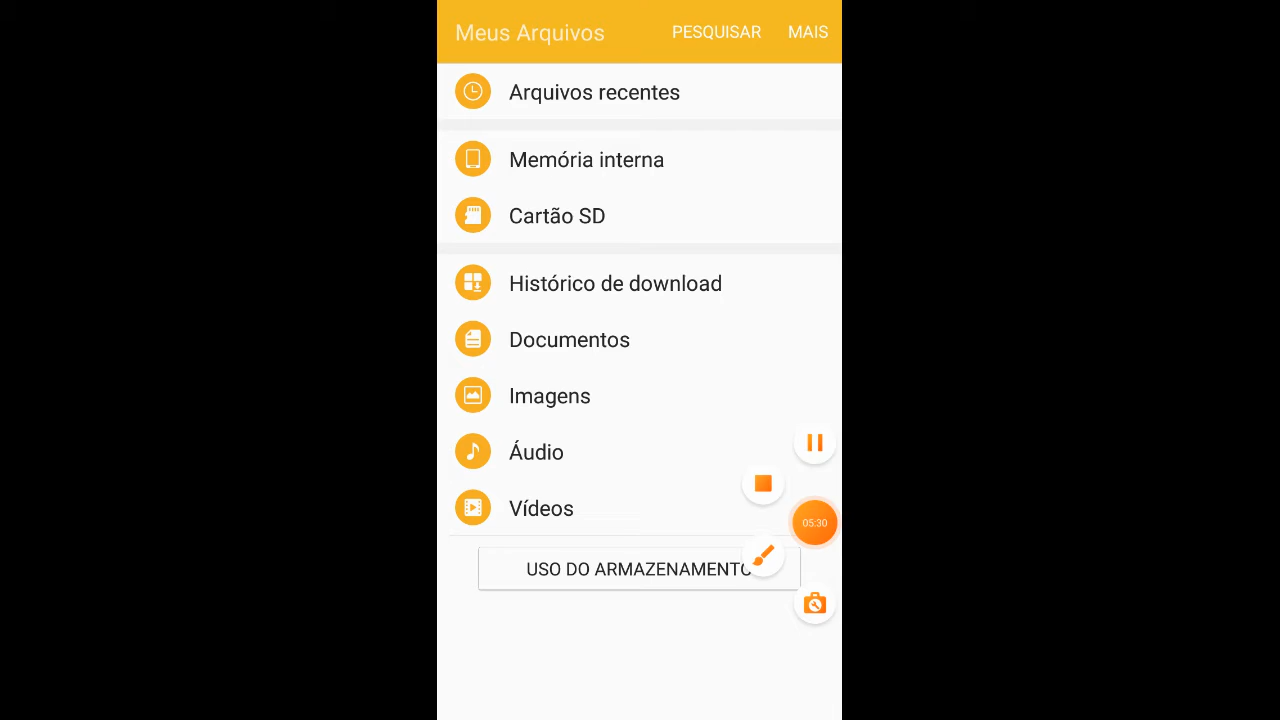 Meus Arquivos PESQUISAR MAIS
Arquivos recentes
Memória interna
Cartão SD
Histórico de download
Documentos
Imagens
Áudio
Vídeos
05:30
USO DO ARMAZENAMENTO